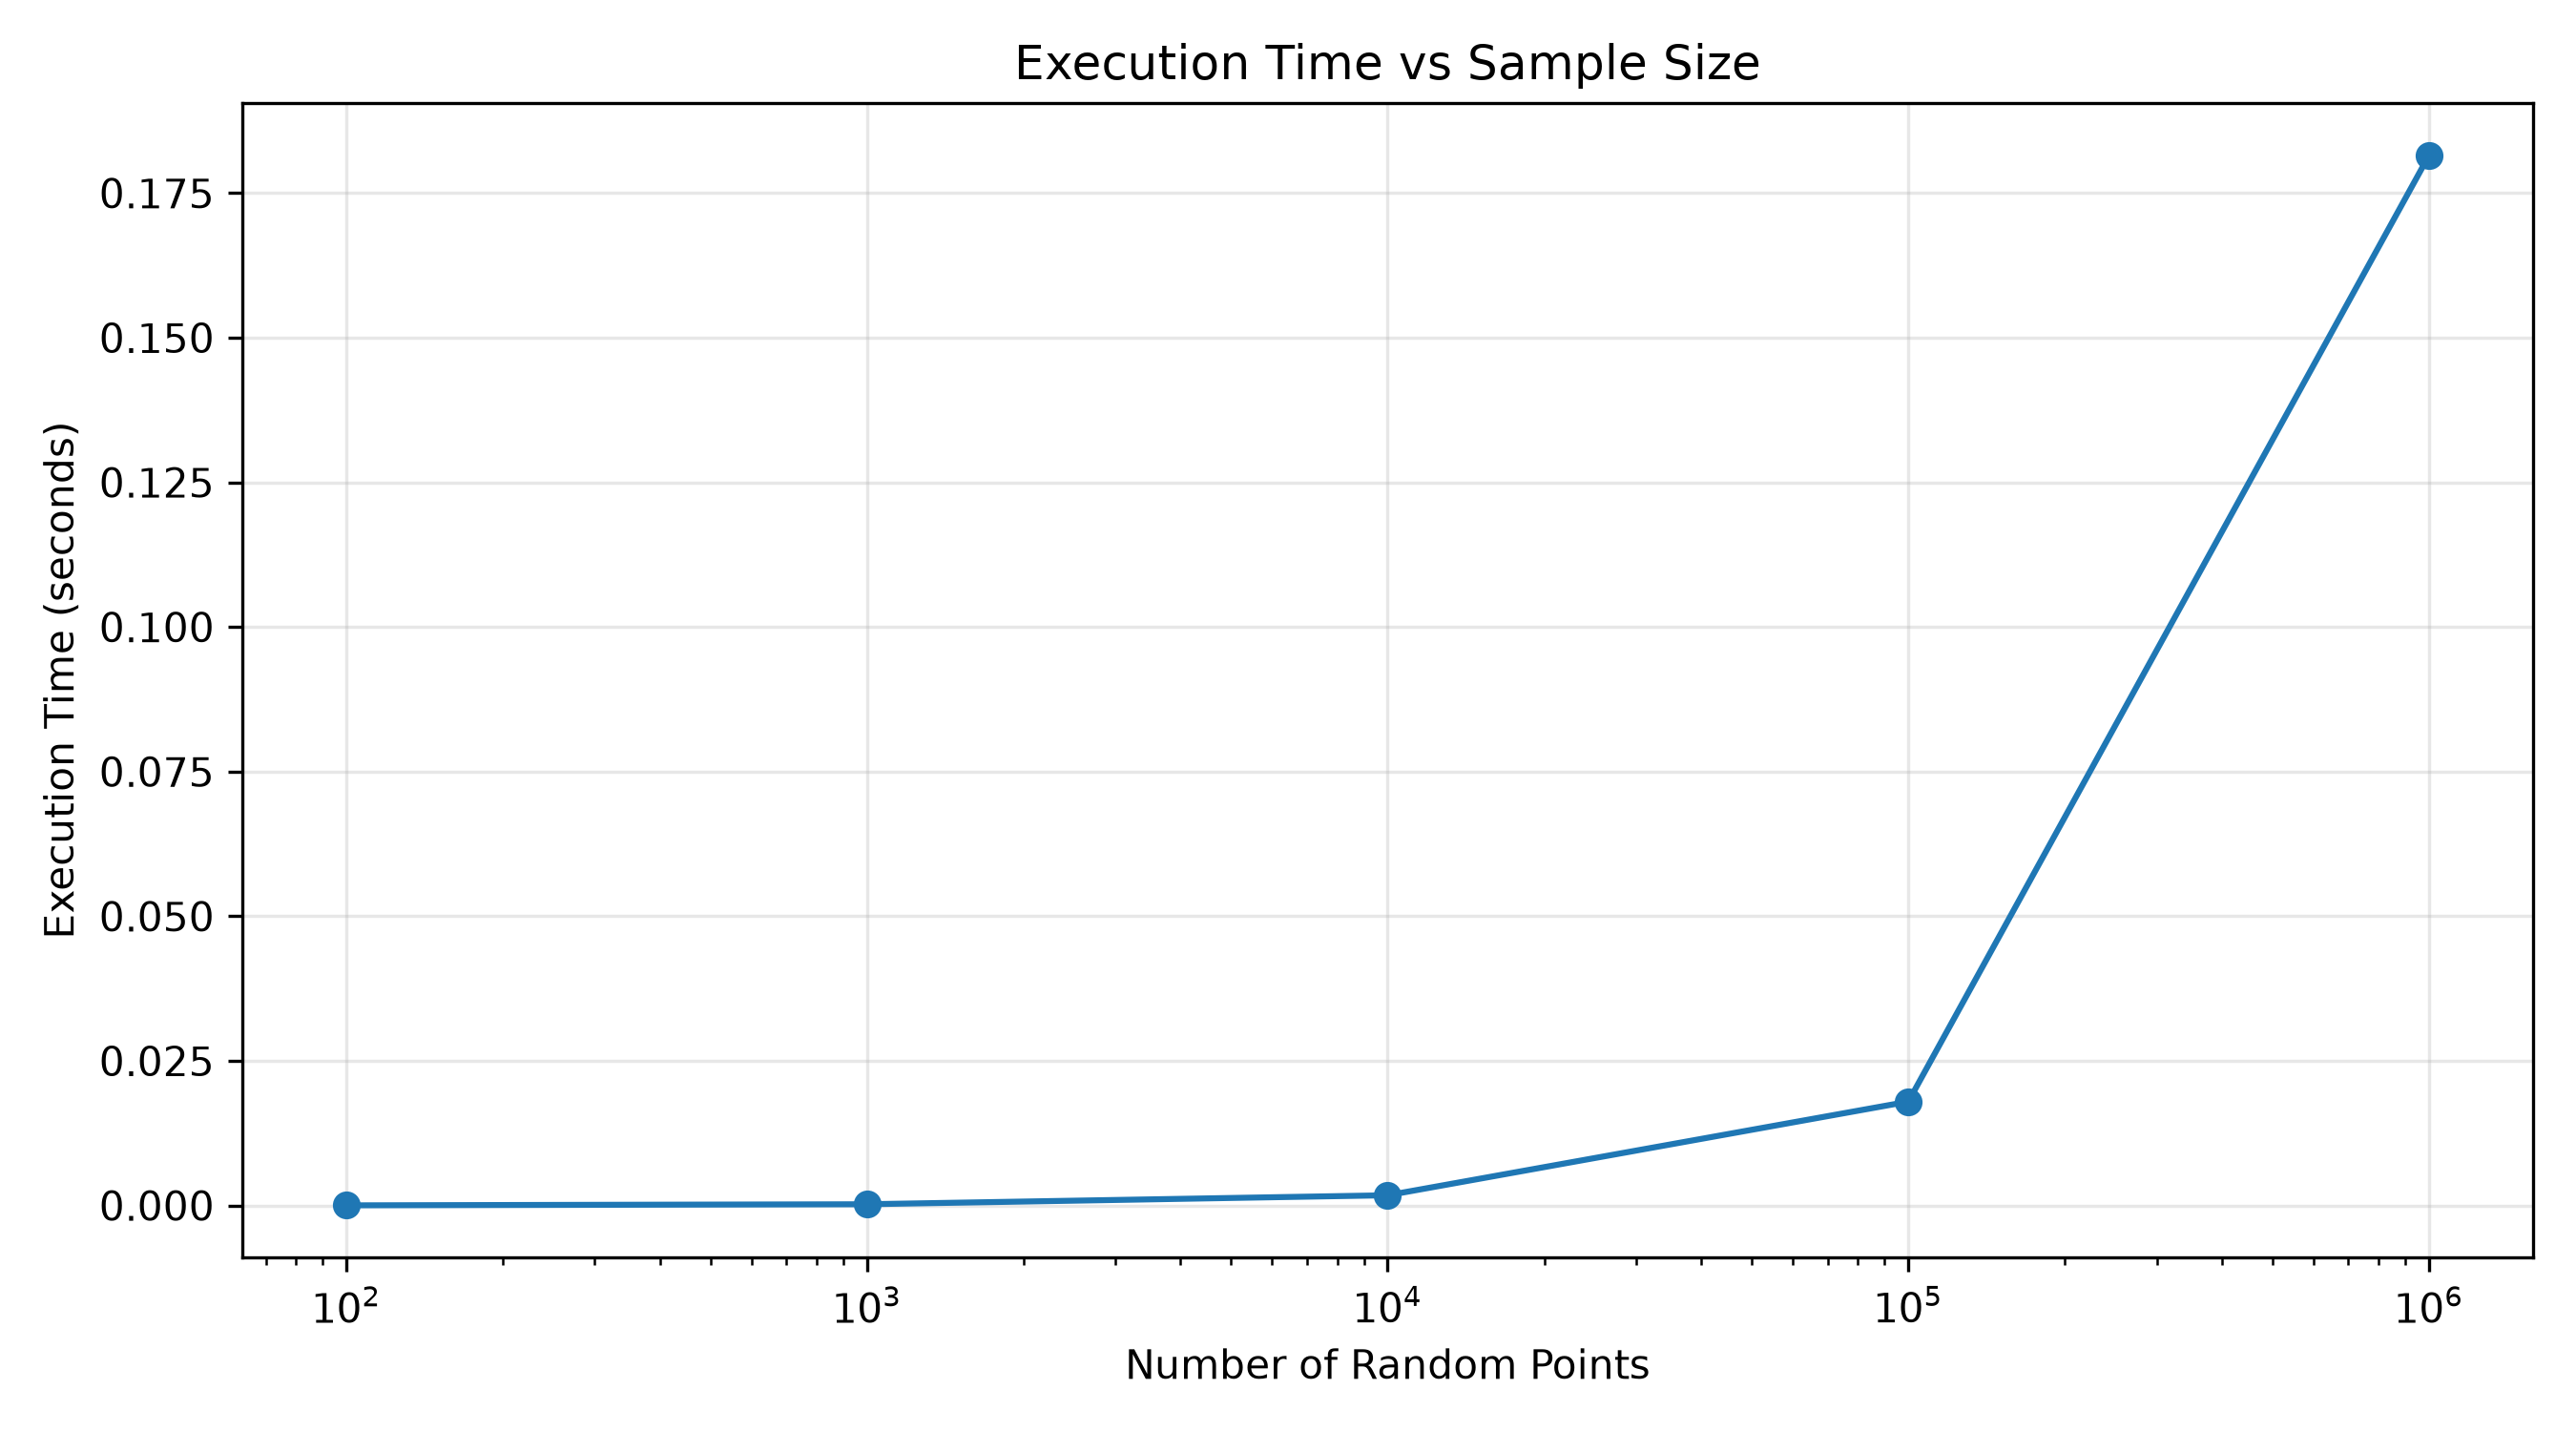 Execution Time vs Sample Size
Execution Time (seconds)
0.175
0.150
0.125
0.100
0.075
0.050
0.025
0.000
10² 10³ 10⁴ 10⁵ 10⁶
Number of Random Points